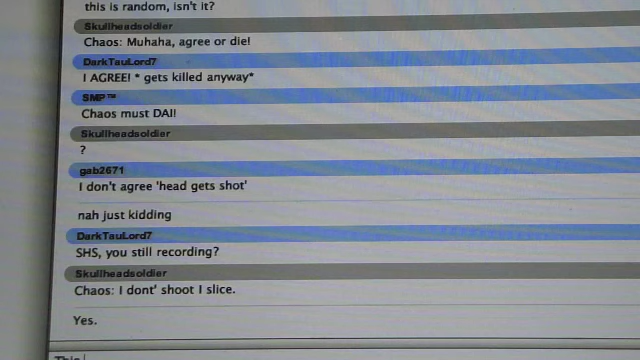 this is random, isn't it?
Skullheadsoldier
Chaos: Muhaha, agree or die!
DarkTauLord7
I AGREE! * gets killed anyway*
SMP™
Chaos must DAI!
Skullheadsoldier
?
gab2671
I don't agree 'head gets shot'
nah just kidding
DarkTauLord7
SHS, you still recording?
Skullheadsoldier
Chaos: I dont' shoot I slice.
Yes.
This